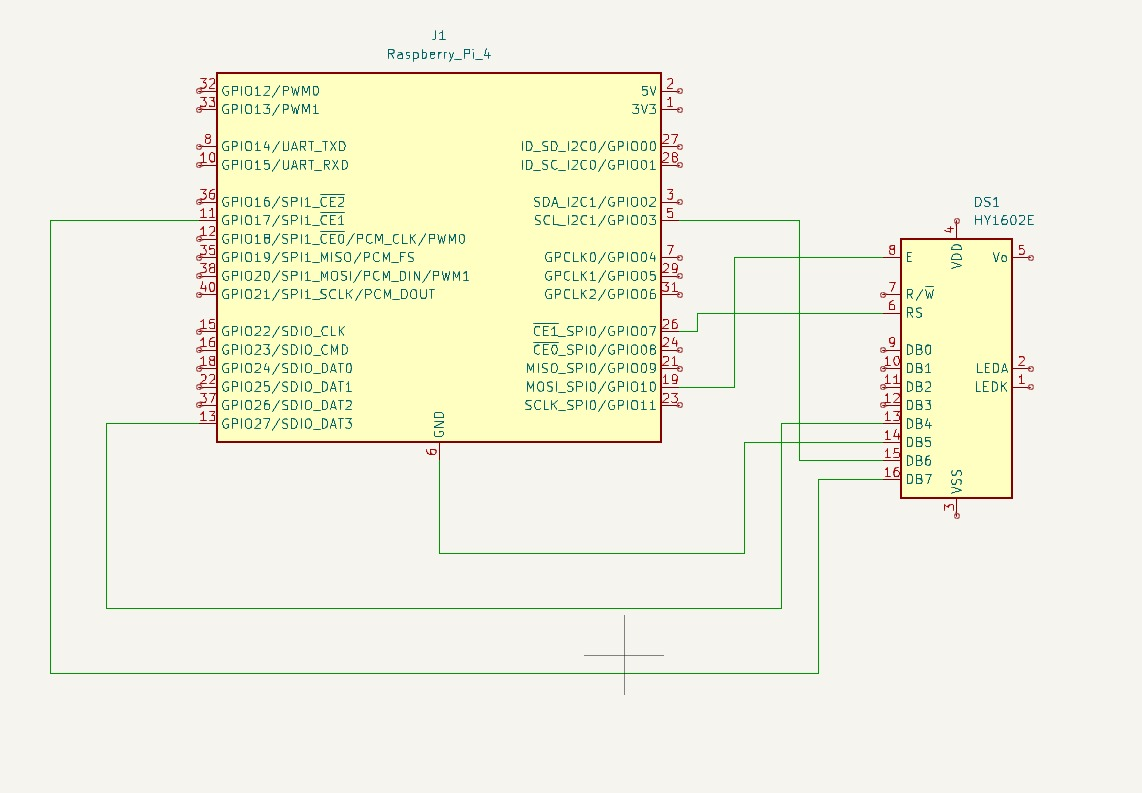 J1
Raspberry_Pi_4
32 GPIO12/PWM0 5V 2
33 GPIO13/PWM1 3V3 1
8 GPIO14/UART_TXD ID_SD_I2C0/GPIO00 27
10 GPIO15/UART_RXD ID_SC_I2C0/GPIO01 28
36 GPIO16/SPI1_CE2 SDA_I2C1/GPIO02 3
11 GPIO17/SPI1_CE1 SCL_I2C1/GPIO03 5
12 GPIO18/SPI1_CE0/PCM_CLK/PWM0
35 GPIO19/SPI1_MISO/PCM_FS GPCLK0/GPIO04 7
38 GPIO20/SPI1_MOSI/PCM_DIN/PWM1 GPCLK1/GPIO05 29
40 GPIO21/SPI1_SCLK/PCM_DOUT GPCLK2/GPIO06 31
15 GPIO22/SDIO_CLK CE1_SPI0/GPIO07 26
16 GPIO23/SDIO_CMD CE0_SPI0/GPIO08 24
18 GPIO24/SDIO_DAT0 MISO_SPI0/GPIO09 21
22 GPIO25/SDIO_DAT1 MOSI_SPI0/GPIO10 19
37 GPIO26/SDIO_DAT2 SCLK_SPI0/GPIO11 23
13 GPIO27/SDIO_DAT3
GND
6
DS1
HY1602E
4
VDD
8 E Vo 5
7 R/W
6 RS
9 DB0
10 DB1 LEDA 2
11 DB2 LEDK 1
12 DB3
13 DB4
14 DB5
15 DB6
16 DB7
VSS
3